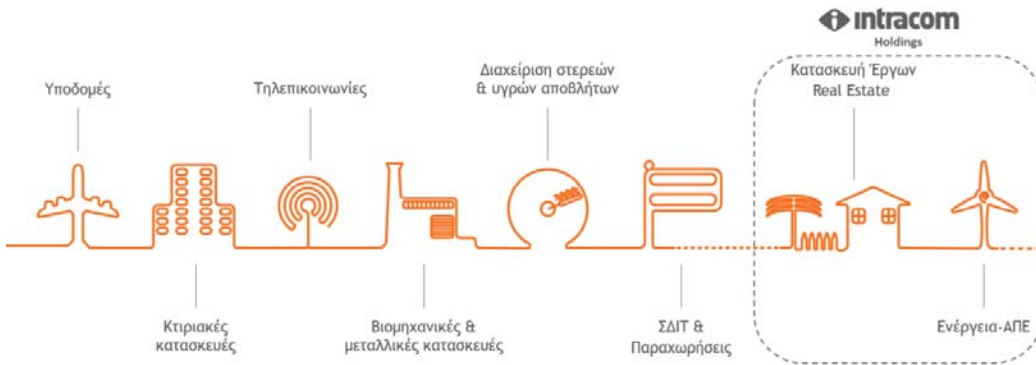 intracom
Holdings
Υποδομές
Τηλεπικοινωνίες
Διαχείριση στερεών
& υγρών αποβλήτων
Κατασκευή Έργων
Real Estate
Κτιριακές
κατασκευές
Βιομηχανικές &
μεταλλικές κατασκευές
ΣΔΙΤ &
Παραχωρήσεις
Ενέργεια-ΑΠΕ